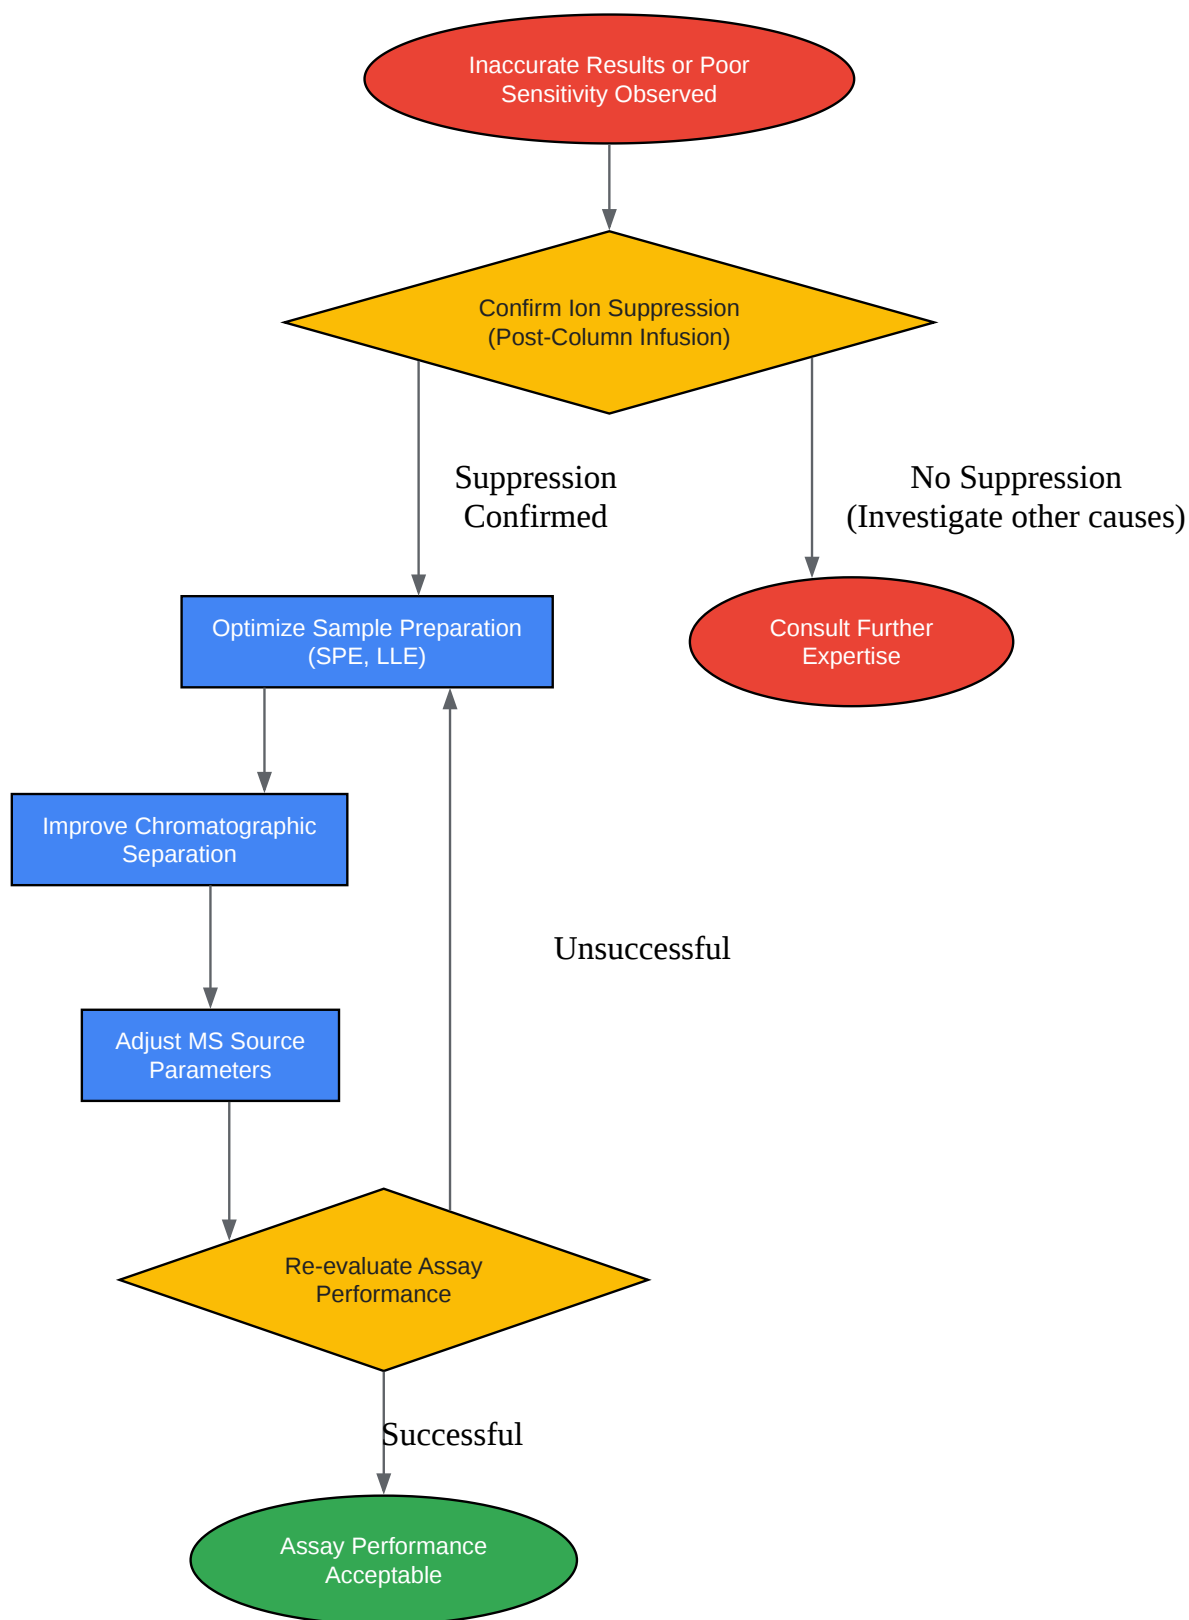 Inaccurate Results or Poor
Sensitivity Observed
Confirm Ion Suppression
(Post-Column Infusion)
Suppression
Confirmed
No Suppression
(Investigate other causes)
Optimize Sample Preparation
(SPE, LLE)
Consult Further
Expertise
Improve Chromatographic
Separation
Unsuccessful
Adjust MS Source
Parameters
Re-evaluate Assay
Performance
Successful
Assay Performance
Acceptable